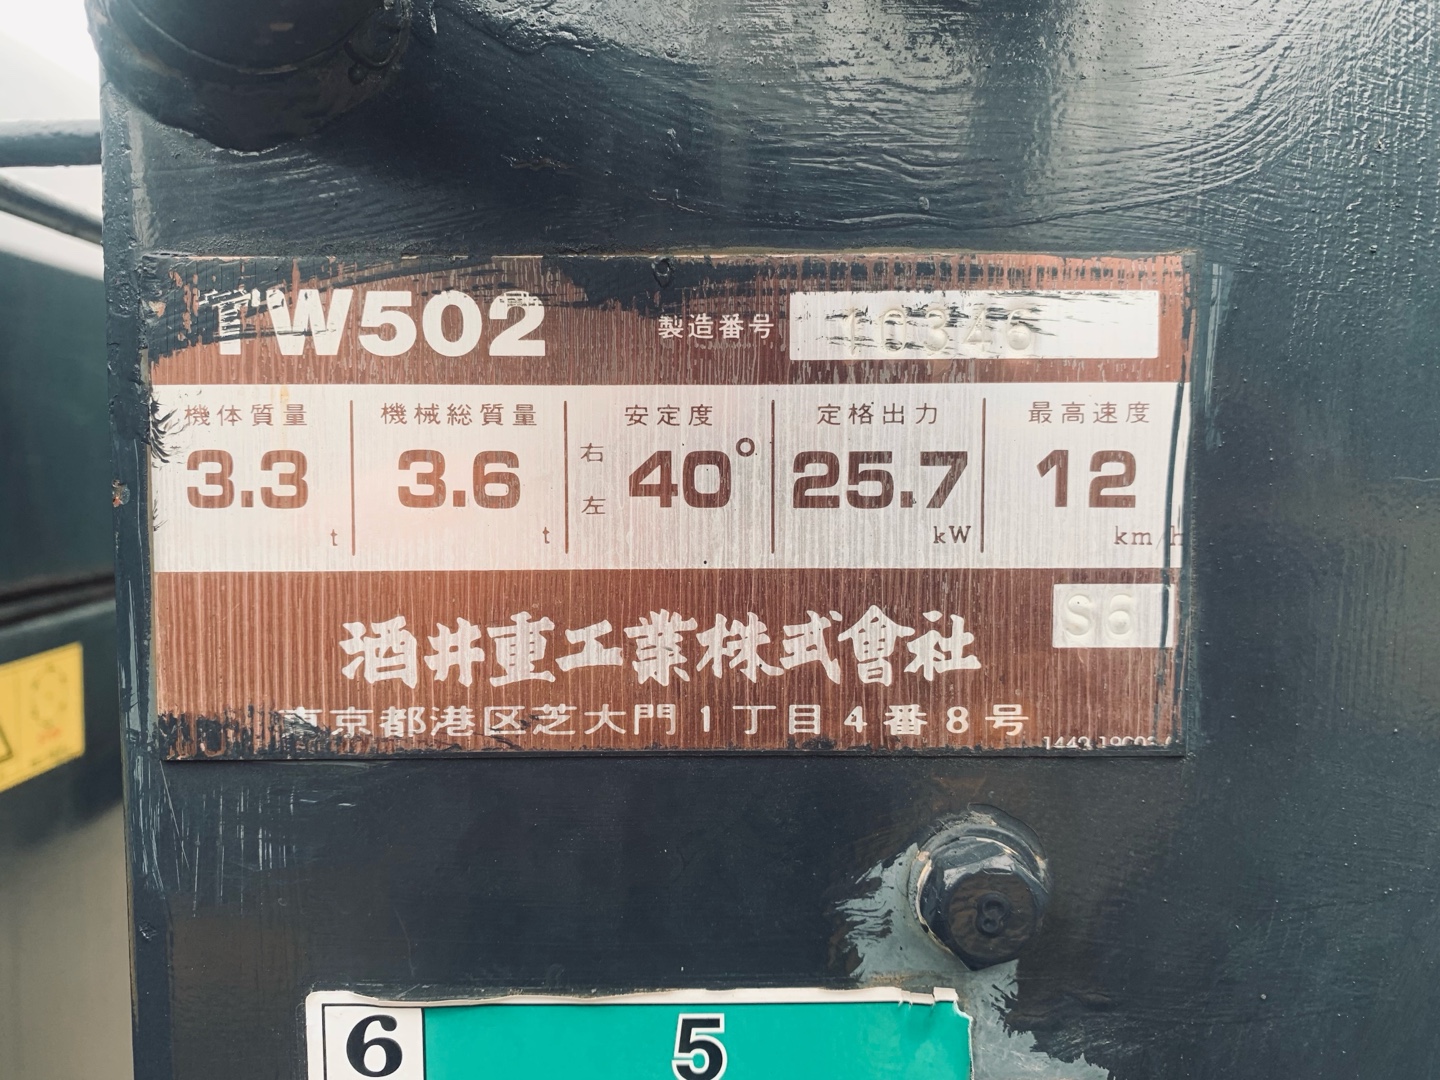 TW502 製造番号 10346
機体質量 機械総質量 安定度 定格出力 最高速度
3.3 t 3.6 t 右 左 40° 25.7 kW 12 km/h
S6
酒井重工業株式會社
東京都港区芝大門1丁目4番8号
8
6 5